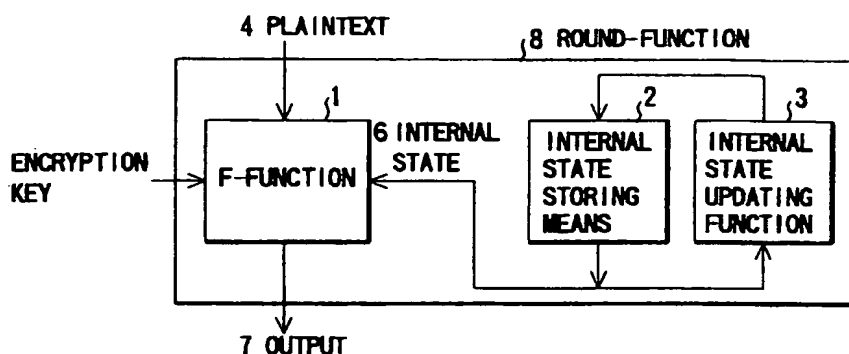 4 PLAINTEXT
8 ROUND-FUNCTION
1
2
3
6 INTERNAL
STATE
ENCRYPTION
KEY
F-FUNCTION
INTERNAL
STATE
STORING
MEANS
INTERNAL
STATE
UPDATING
FUNCTION
7 OUTPUT